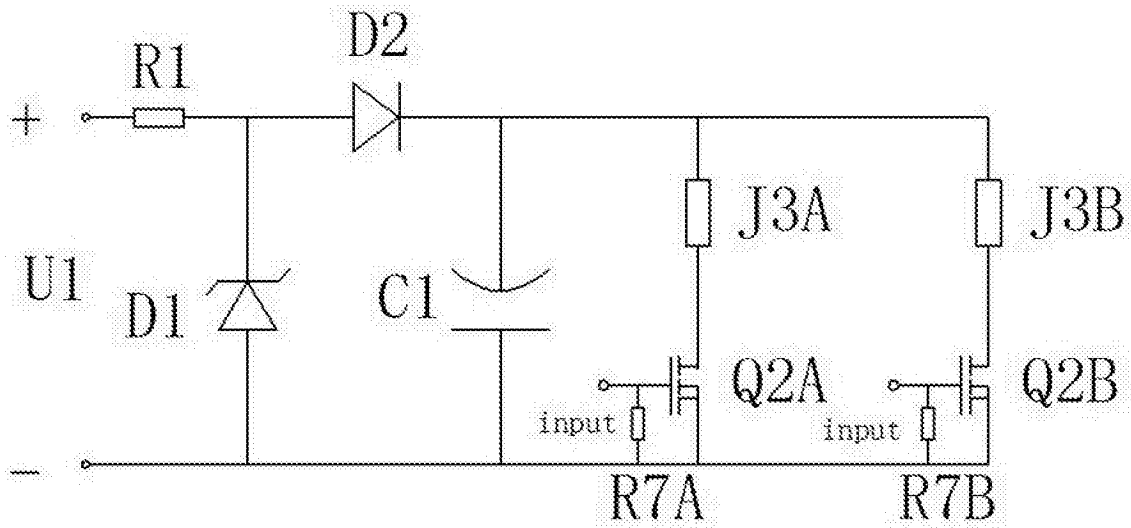 D2
R1
+
J3A
J3B
U1
D1
C1
Q2A
Q2B
input
input
−
R7A
R7B